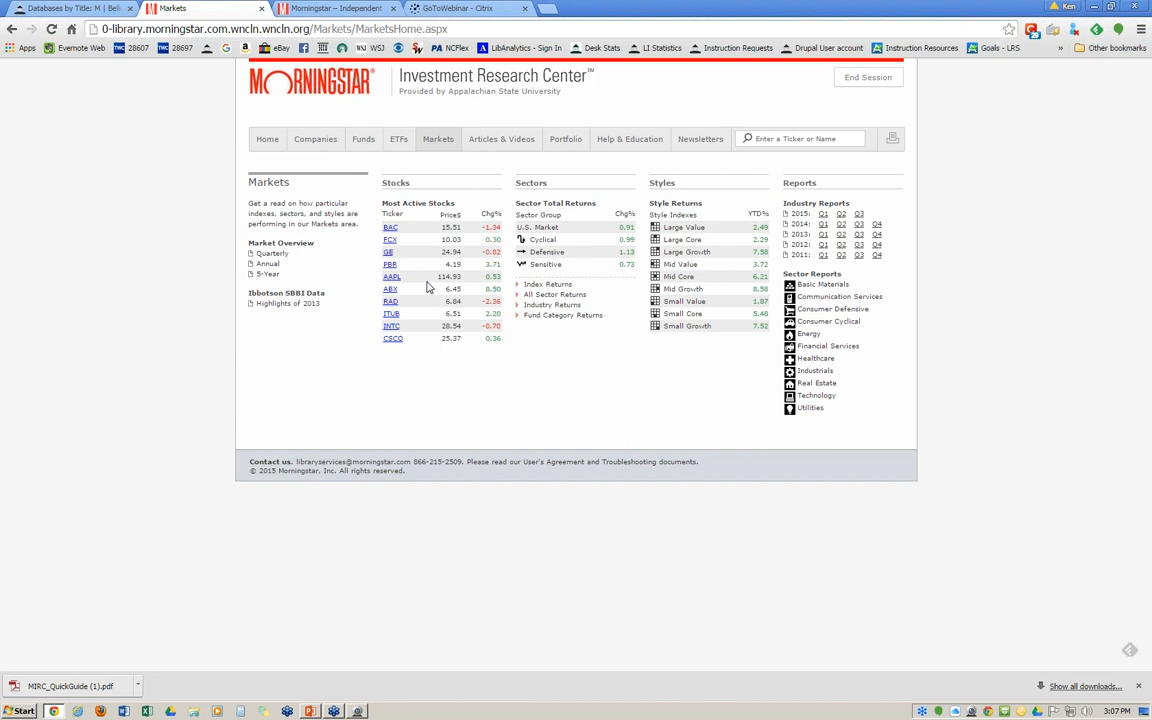 Databases by Title: M | Bell
Markets
Morningstar – Independent
GoToWebinar - Citrix
Ken
0-library.morningstar.com.wncln.wncln.org/Markets/MarketsHome.aspx
Apps
Evernote Web
28607
28697
eBay
WSJ
NCFlex
LibAnalytics - Sign In
Desk Stats
LI Statistics
Instruction Requests
Drupal User account
Instruction Resources
Goals - LRS
Other bookmarks
MORNINGSTAR®
Investment Research Center℠
Provided by Appalachian State University
End Session
Home
Companies
Funds
ETFs
Markets
Articles & Videos
Portfolio
Help & Education
Newsletters
Enter a Ticker or Name
Markets
Get a read on how particular
indexes, sectors, and styles are
performing in our Markets area.
Market Overview
Quarterly
Annual
5-Year
Ibbotson SBBI Data
Highlights of 2013
Stocks
Most Active Stocks
Ticker Price$ Chg%
BAC 15.51 -1.34
FCX 10.03 0.30
GE 24.94 -0.82
PBR 4.19 3.71
AAPL 114.93 0.53
ABX 6.45 8.50
RAD 6.84 -2.36
ITUB 6.51 2.20
INTC 28.54 -0.70
CSCO 25.37 0.36
Sectors
Sector Total Returns
Sector Group Chg%
U.S. Market 0.91
Cyclical 0.99
Defensive 1.13
Sensitive 0.73
Index Returns
All Sector Returns
Industry Returns
Fund Category Returns
Styles
Style Returns
Style Indexes YTD%
Large Value 2.49
Large Core 2.29
Large Growth 7.58
Mid Value 3.72
Mid Core 6.21
Mid Growth 8.58
Small Value 1.87
Small Core 5.48
Small Growth 7.52
Reports
Industry Reports
2015: Q1 Q2 Q3
2014: Q1 Q2 Q3 Q4
2013: Q1 Q2 Q3 Q4
2012: Q1 Q2 Q3 Q4
2011: Q1 Q2 Q3 Q4
Sector Reports
Basic Materials
Communication Services
Consumer Defensive
Consumer Cyclical
Energy
Financial Services
Healthcare
Industrials
Real Estate
Technology
Utilities
Contact us. libraryservices@morningstar.com 866-215-2509. Please read our User's Agreement and Troubleshooting documents.
© 2015 Morningstar, Inc. All rights reserved.
MIRC_QuickGuide (1).pdf
Show all downloads...
Start
3:07 PM